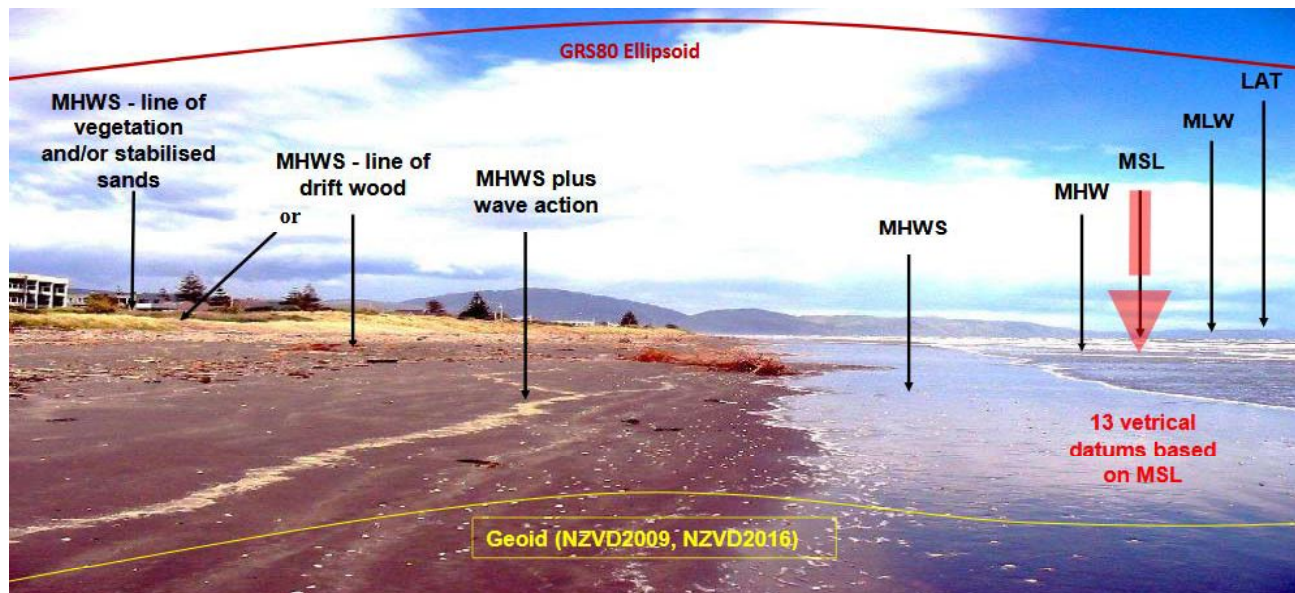 GRS80 Ellipsoid
MHWS - line of
vegetation
and/or stabilised
sands
or
MHWS - line of
drift wood
MHWS plus
wave action
MHWS
MHW
MSL
MLW
LAT
13 vetrical
datums based
on MSL
Geoid (NZVD2009, NZVD2016)